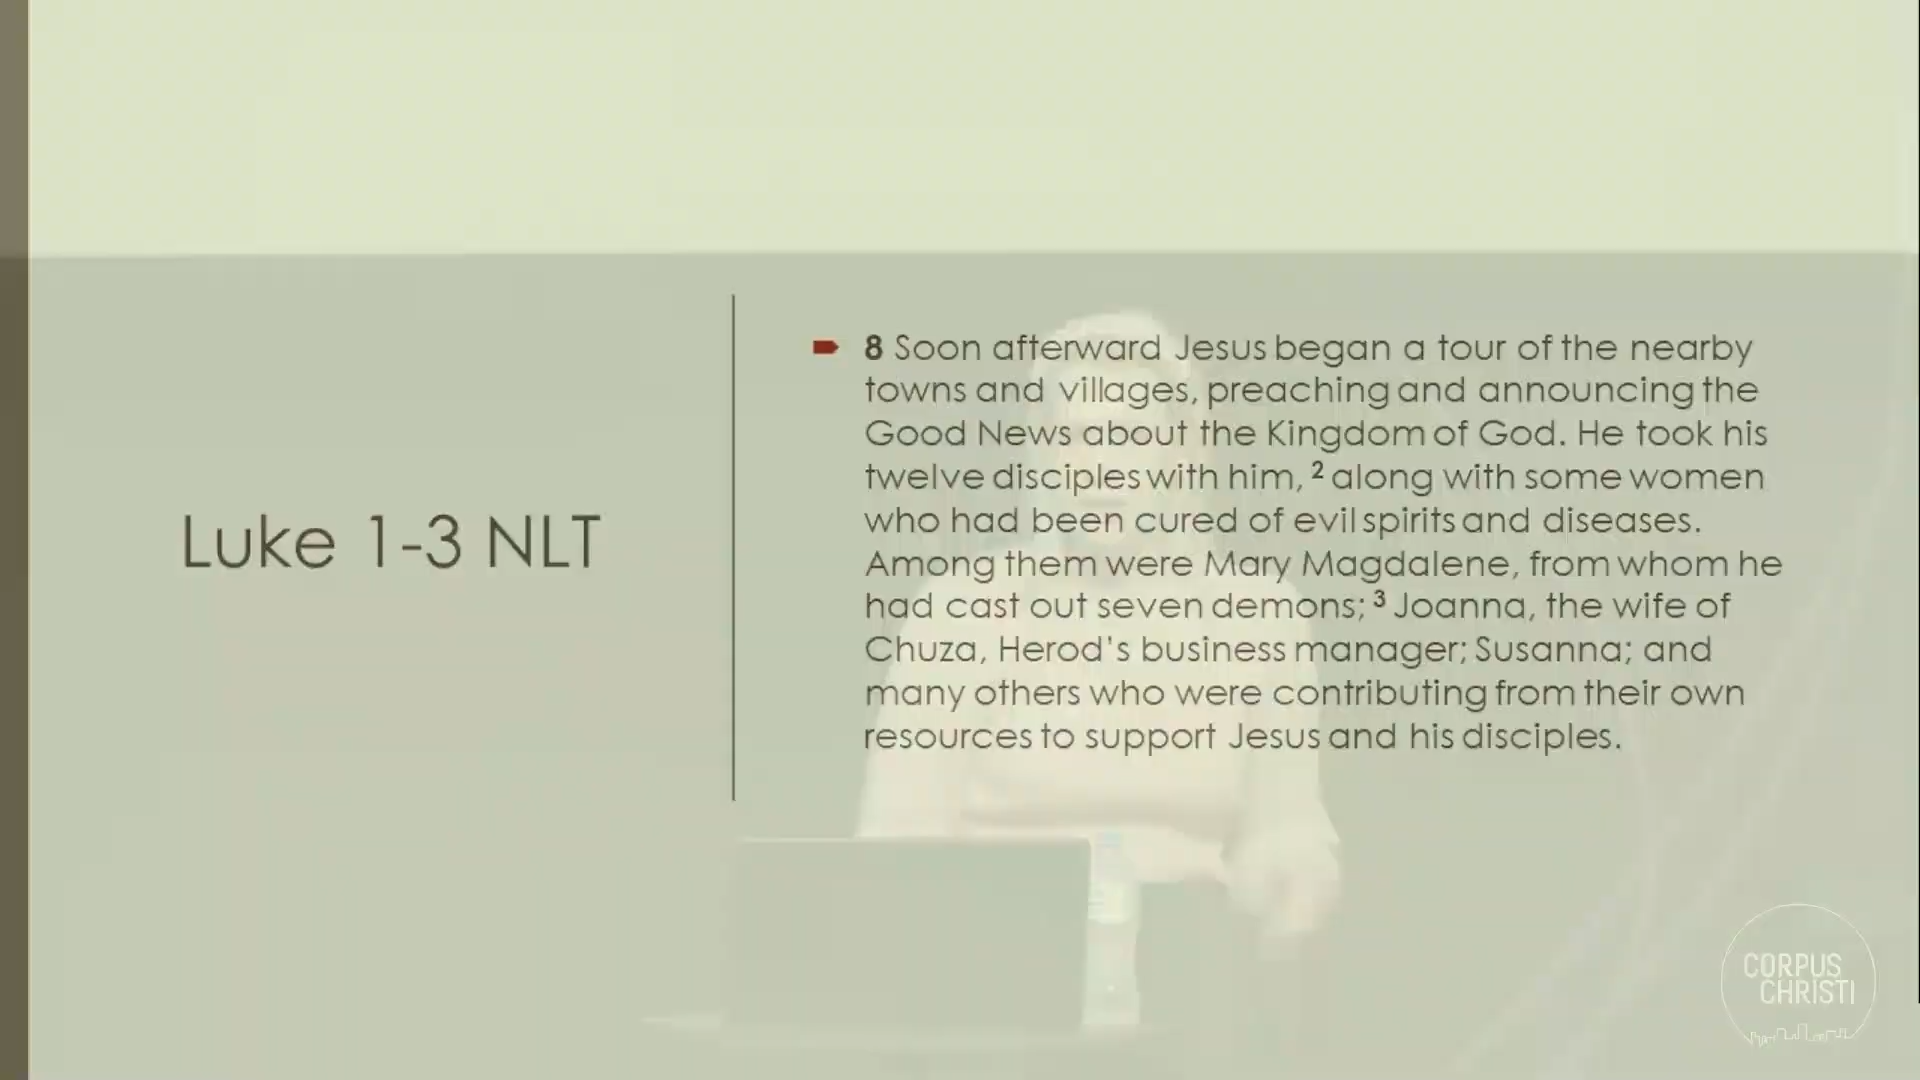 Luke 1-3 NLT
8 Soon afterward Jesus began a tour of the nearby
towns and villages, preaching and announcing the
Good News about the Kingdom of God. He took his
twelve disciples with him, 2 along with some women
who had been cured of evil spirits and diseases.
Among them were Mary Magdalene, from whom he
had cast out seven demons; 3 Joanna, the wife of
Chuza, Herod's business manager; Susanna; and
many others who were contributing from their own
resources to support Jesus and his disciples.
CORPUS
CHRISTI